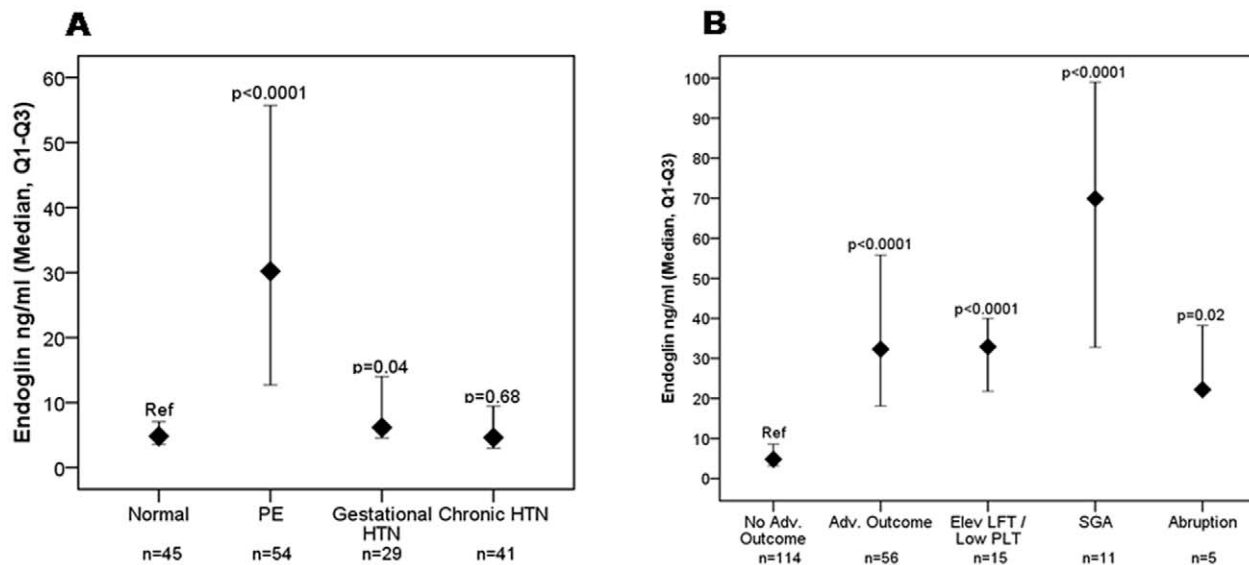 A
Endoglin ng/ml (Median, Q1-Q3)
60
50
40
30
20
10
0
Ref
p<0.0001
p=0.04
p=0.68
Normal
PE
Gestational HTN
Chronic HTN
n=45
n=54
n=29
n=41
B
Endoglin ng/ml (Median, Q1-Q3)
100
90
80
70
60
50
40
30
20
10
0
Ref
p<0.0001
p<0.0001
p<0.0001
p=0.02
No Adv.
Outcome
Adv. Outcome
Elev LFT /
Low PLT
SGA
Abruption
n=114
n=56
n=15
n=11
n=5